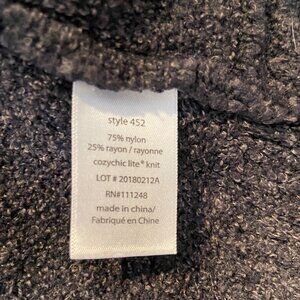 style 452
75% nylon
25% rayon / rayonne
cozychic lite® knit
LOT # 20180212A
RN#111248
made in china/
Fabriqué en Chine